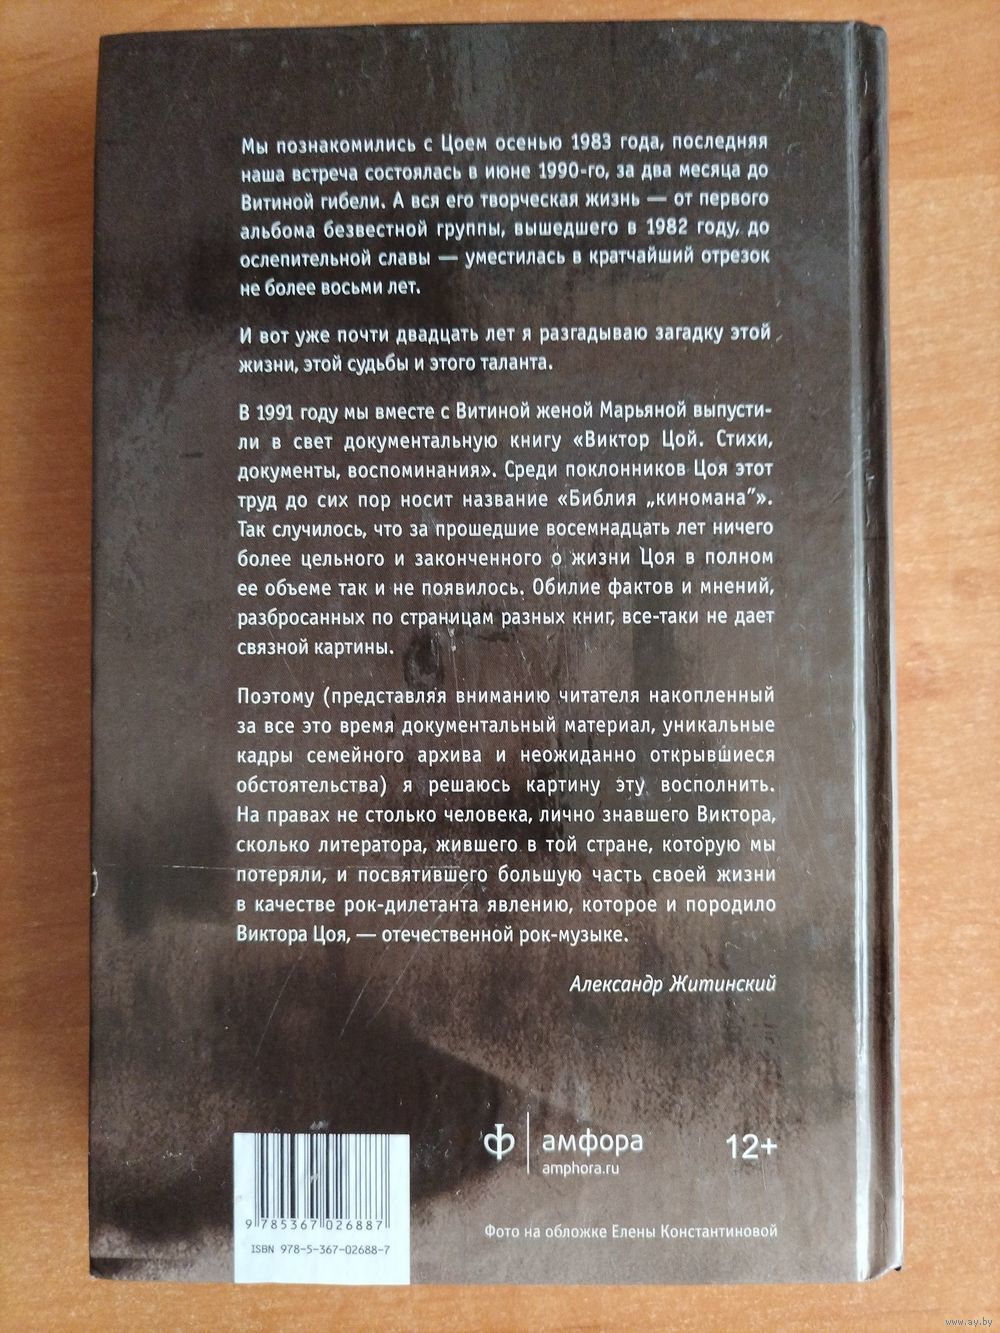 Мы познакомились с Цоем осенью 1983 года, последняя
наша встреча состоялась в июне 1990-го, за два месяца до
Витиной гибели. А вся его творческая жизнь — от первого
альбома безвестной группы, вышедшего в 1982 году, до
ослепительной славы — уместилась в кратчайший отрезок
не более восьми лет.
И вот уже почти двадцать лет я разгадываю загадку этой
жизни, этой судьбы и этого таланта.
В 1991 году мы вместе с Витиной женой Марьяной выпусти-
ли в свет документальную книгу «Виктор Цой. Стихи,
документы, воспоминания». Среди поклонников Цоя этот
труд до сих пор носит название «Библия „киномана"».
Так случилось, что за прошедшие восемнадцать лет ничего
более цельного и законченного о жизни Цоя в полном
ее объеме так и не появилось. Обилие фактов и мнений,
разбросанных по страницам разных книг, все-таки не дает
связной картины.
Поэтому (представляя вниманию читателя накопленный
за все это время документальный материал, уникальные
кадры семейного архива и неожиданно открывшиеся
обстоятельства) я решаюсь картину эту восполнить.
На правах не столько человека, лично знавшего Виктора,
сколько литератора, жившего в той стране, которую мы
потеряли, и посвятившего большую часть своей жизни
в качестве рок-дилетанта явлению, которое и породило
Виктора Цоя, — отечественной рок-музыке.
Александр Житинский
амфора
amphora.ru
12+
9 785367 026887
ISBN 978-5-367-02688-7
Фото на обложке Елены Константиновой
www.ay.by